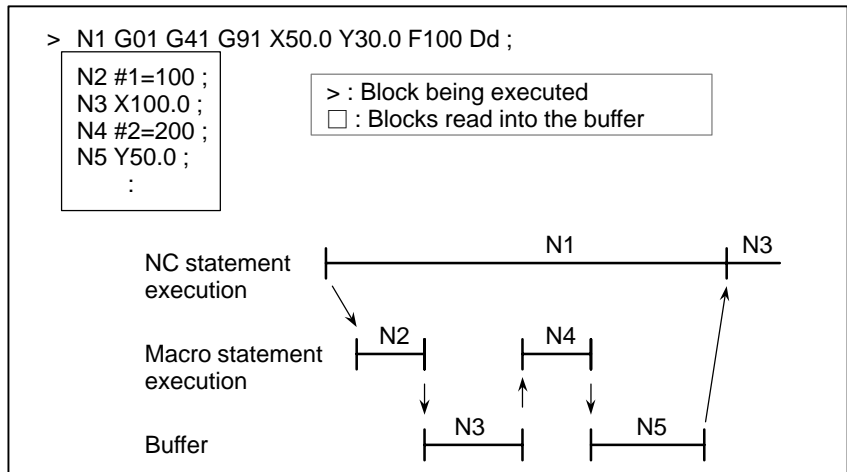 > N1 G01 G41 G91 X50.0 Y30.0 F100 Dd ;
N2 #1=100 ;
N3 X100.0 ;
N4 #2=200 ;
N5 Y50.0 ;
:
> : Block being executed
□ : Blocks read into the buffer
N1
N3
NC statement
execution
N2
N4
Macro statement
execution
N3
N5
Buffer